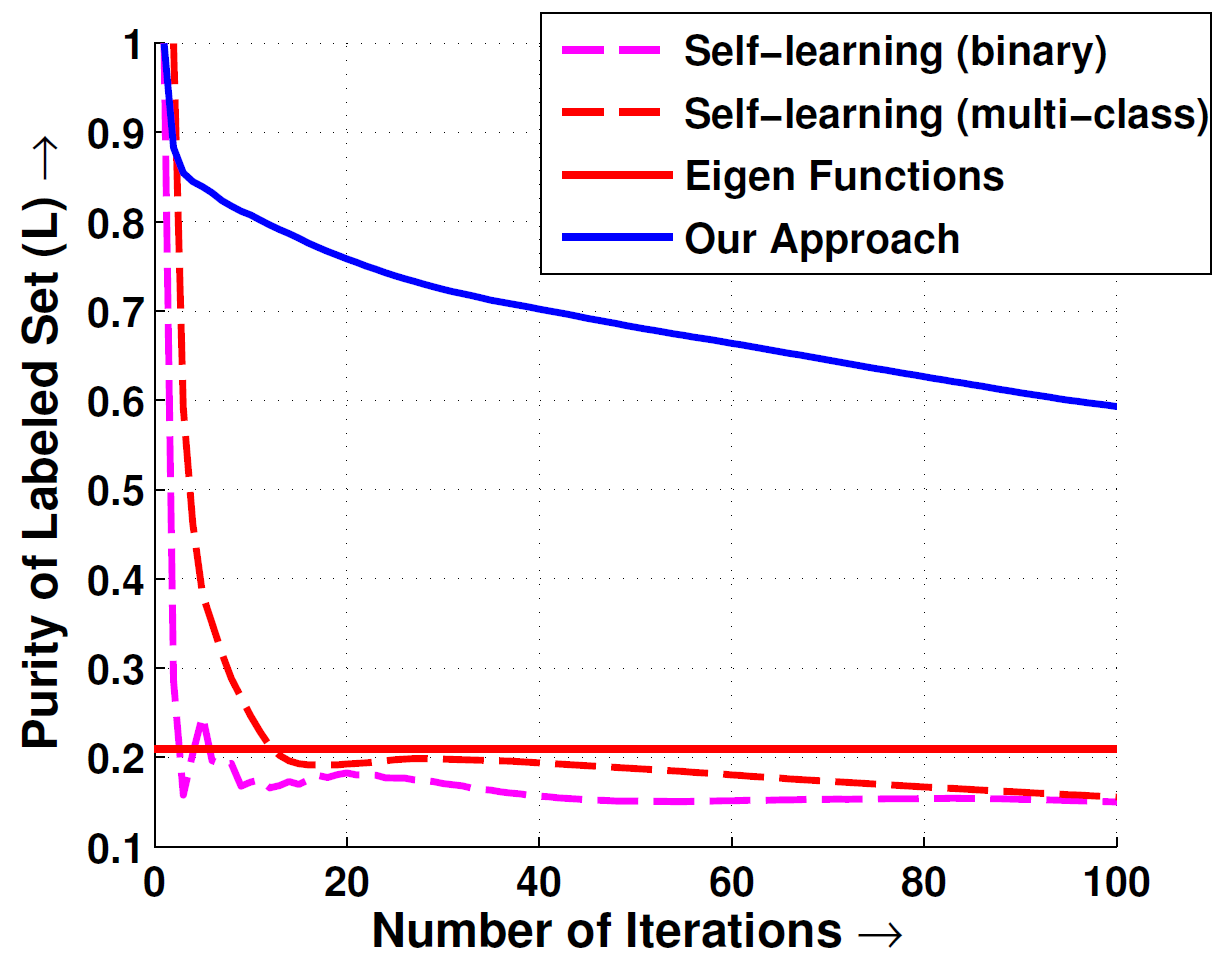 Self-learning (binary)
Self-learning (multi-class)
Eigen Functions
Our Approach
Purity of Labeled Set (L) →
1
0.9
0.8
0.7
0.6
0.5
0.4
0.3
0.2
0.1
0 20 40 60 80 100
Number of Iterations →